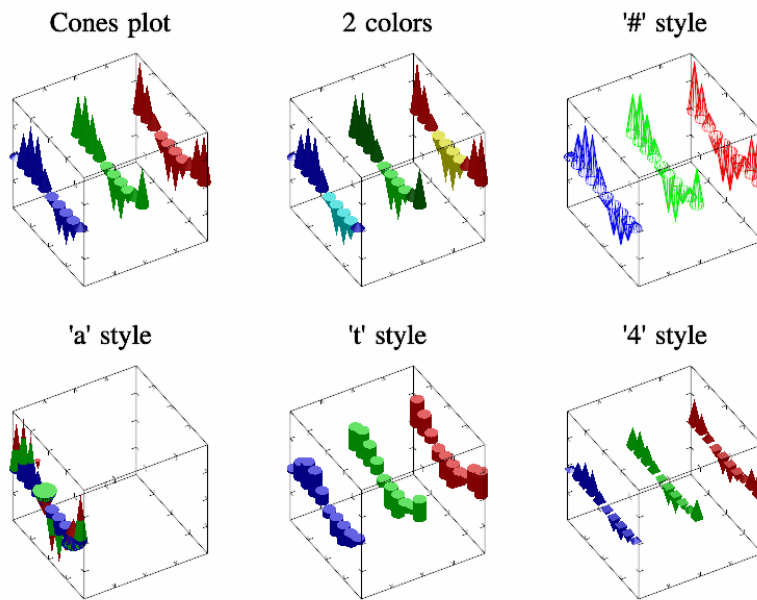 Cones plot
2 colors
'#' style
'a' style
't' style
'4' style